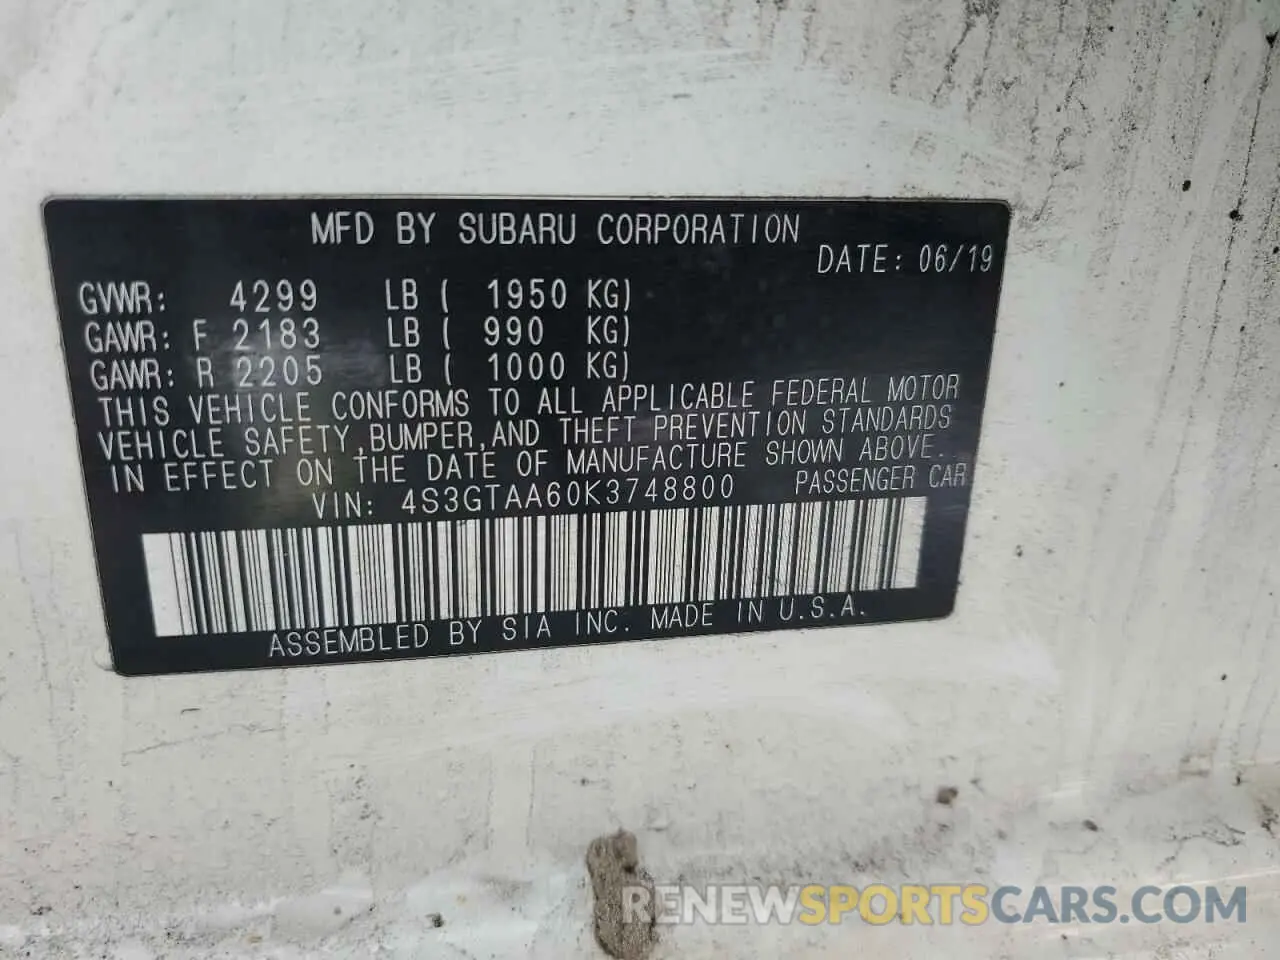 MFD BY SUBARU CORPORATION
DATE: 06/19
GVWR: 4299 LB ( 1950 KG)
GAWR: F 2183 LB ( 990 KG)
GAWR: R 2205 LB ( 1000 KG)
THIS VEHICLE CONFORMS TO ALL APPLICABLE FEDERAL MOTOR
VEHICLE SAFETY,BUMPER,AND THEFT PREVENTION STANDARDS
IN EFFECT ON THE DATE OF MANUFACTURE SHOWN ABOVE.
VIN: 4S3GTAA60K3748800 PASSENGER CAR
ASSEMBLED BY SIA INC. MADE IN U.S.A.
RENEWSPORTSCARS.COM